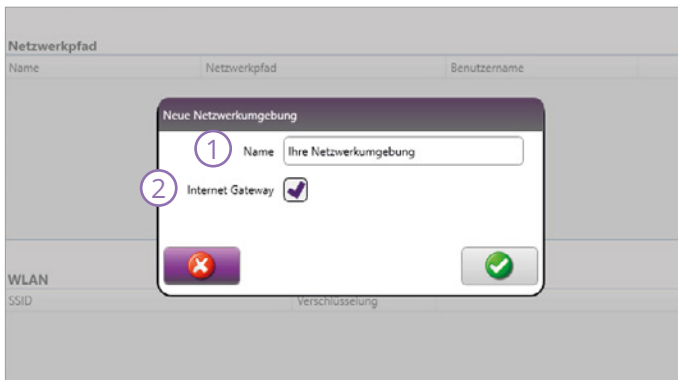 Netzwerkpfad
Name Netzwerkpfad Benutzername
Neue Netzwerkumgebung
1 Name Ihre Netzwerkumgebung
2 Internet Gateway
WLAN
SSID Verschlüsselung